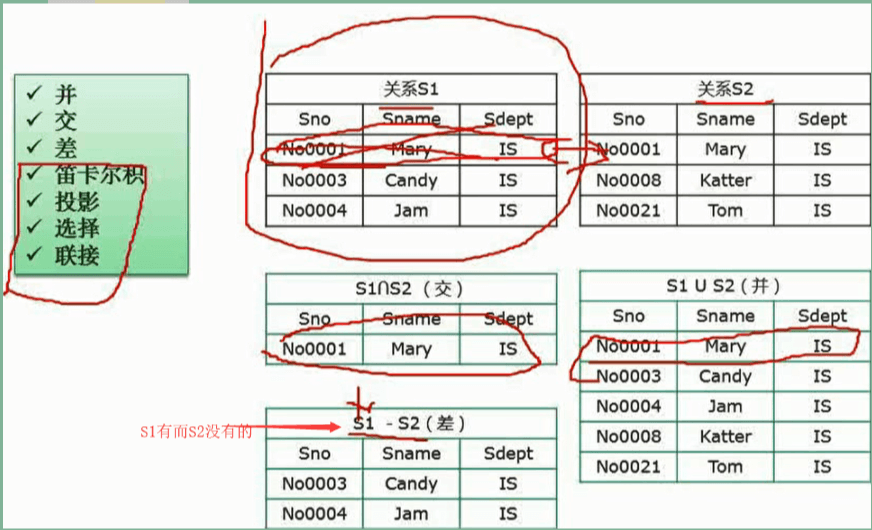 ✓ 并
✓ 交
✓ 差
✓ 笛卡尔积
✓ 投影
✓ 选择
✓ 联接
关系S1
Sno Sname Sdept
No0001 Mary IS
No0003 Candy IS
No0004 Jam IS
关系S2
Sno Sname Sdept
No0001 Mary IS
No0008 Katter IS
No0021 Tom IS
S1∩S2（交）
Sno Sname Sdept
No0001 Mary IS
S1 U S2（并）
Sno Sname Sdept
No0001 Mary IS
No0003 Candy IS
No0004 Jam IS
No0008 Katter IS
No0021 Tom IS
S1有而S2没有的
S1 - S2（差）
Sno Sname Sdept
No0003 Candy IS
No0004 Jam IS